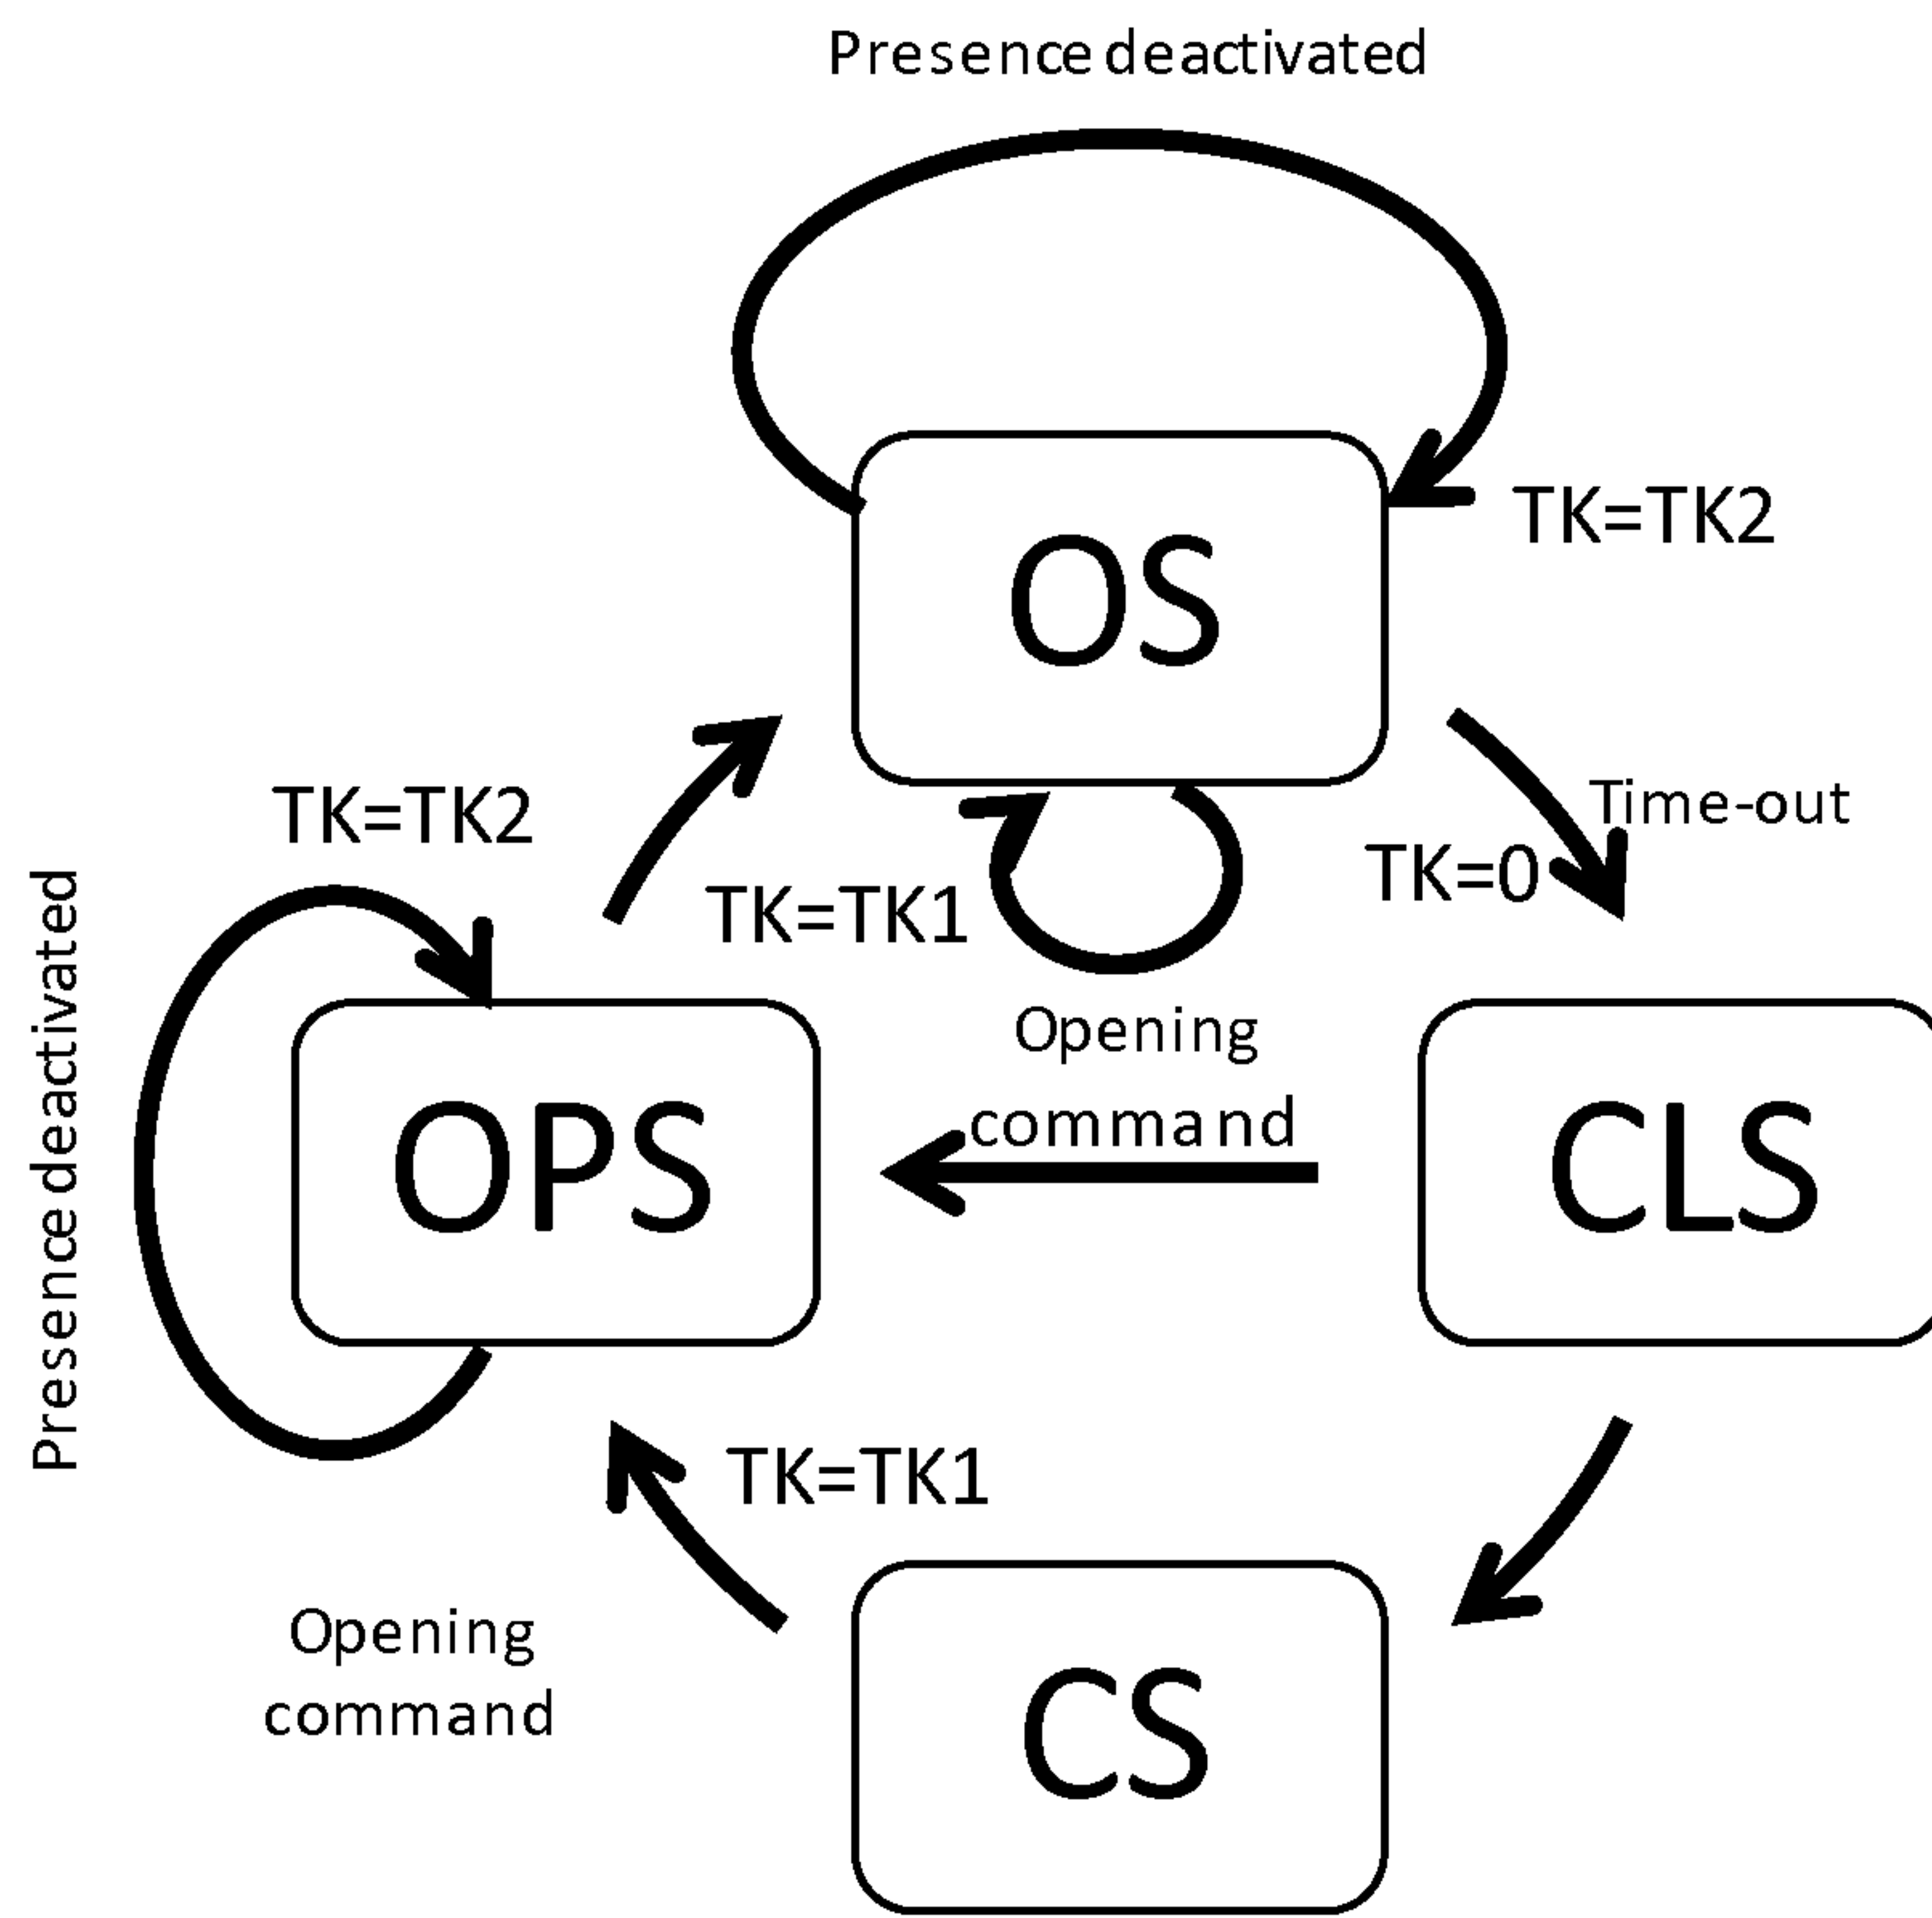 Presence deactivated
OS
TK=TK2
TK=TK2
Time-out
TK=0
TK=TK1
Presence deactivated
Opening
command
OPS
CLS
TK=TK1
Opening
command
CS